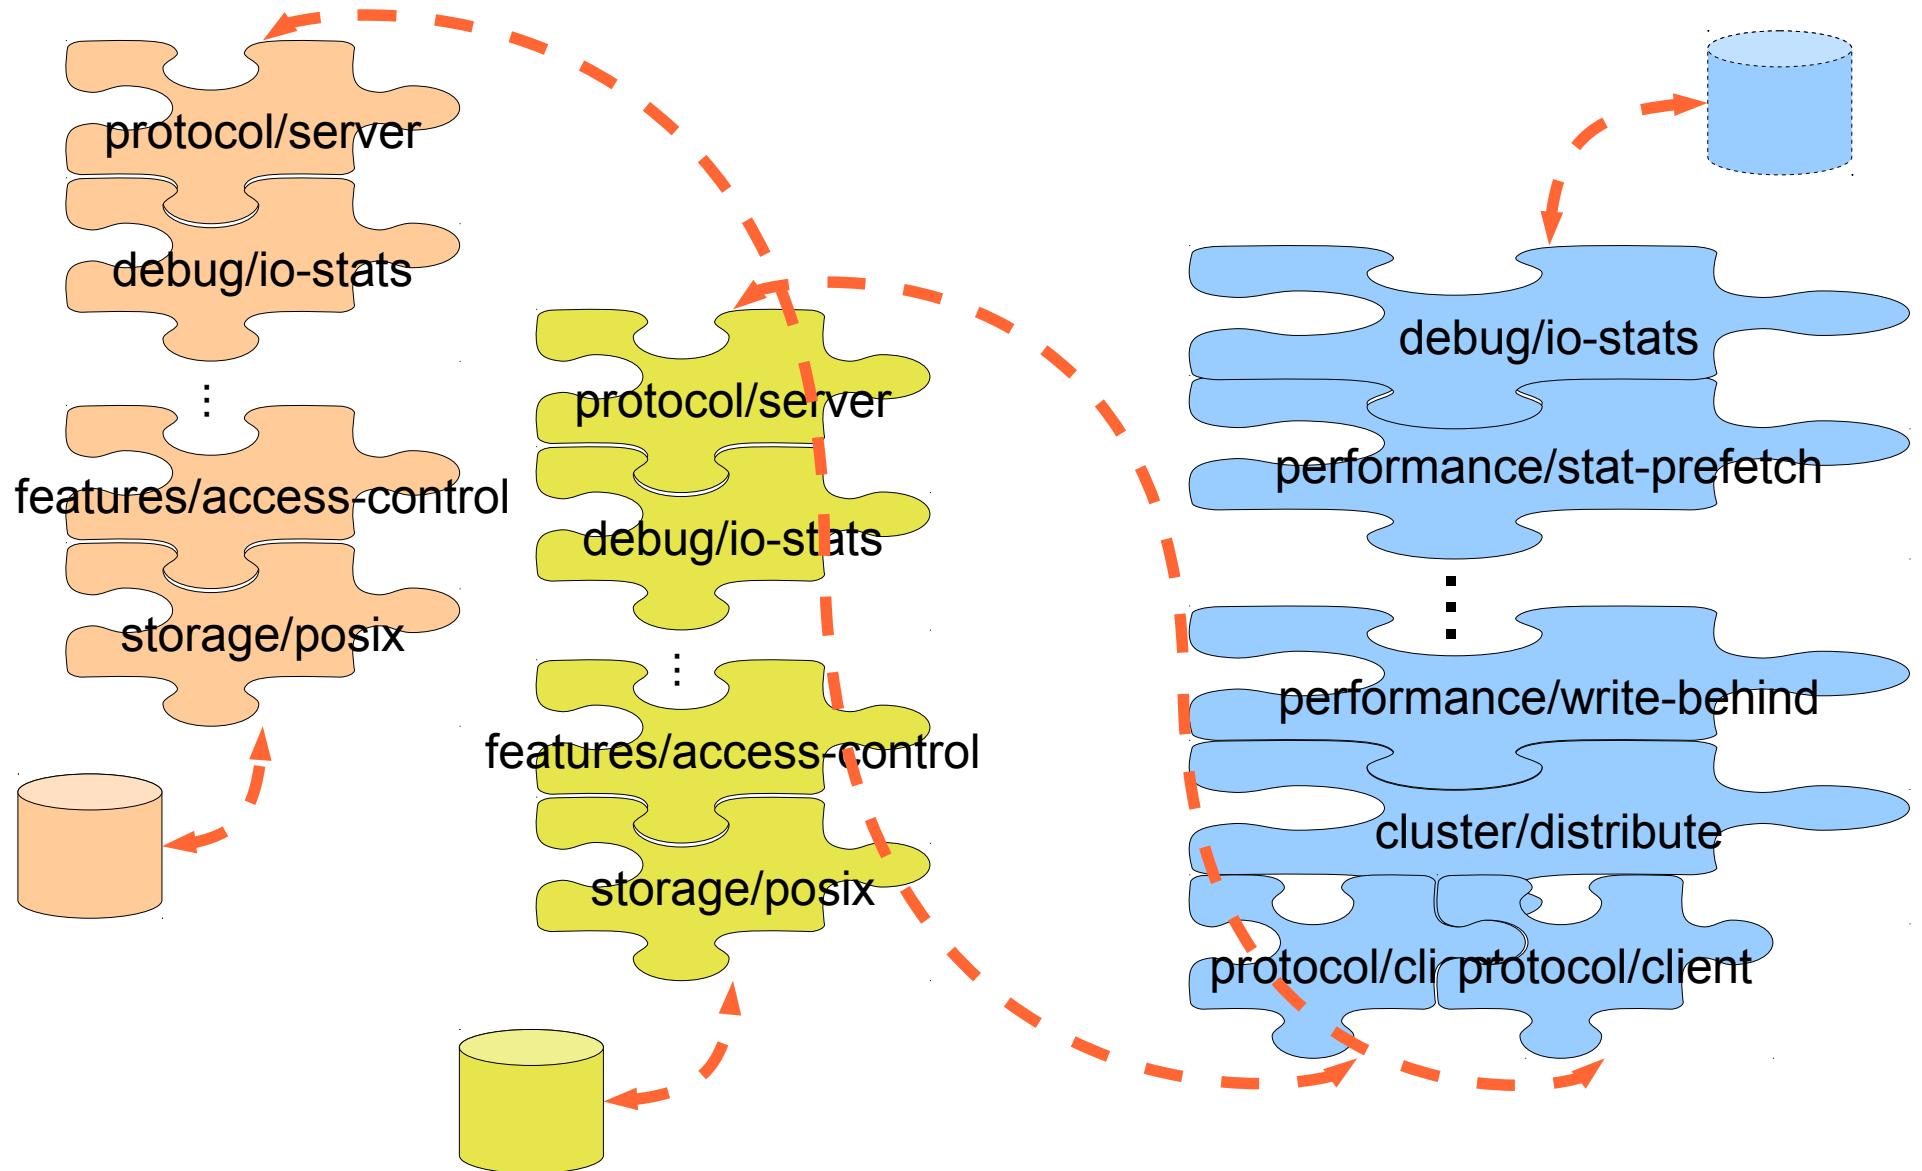 protocol/server
debug/io-stats
⋮
features/access-control
storage/posix
protocol/server
debug/io-stats
⋮
features/access-control
storage/posix
debug/io-stats
performance/stat-prefetch
⋮
performance/write-behind
cluster/distribute
protocol/client
protocol/client